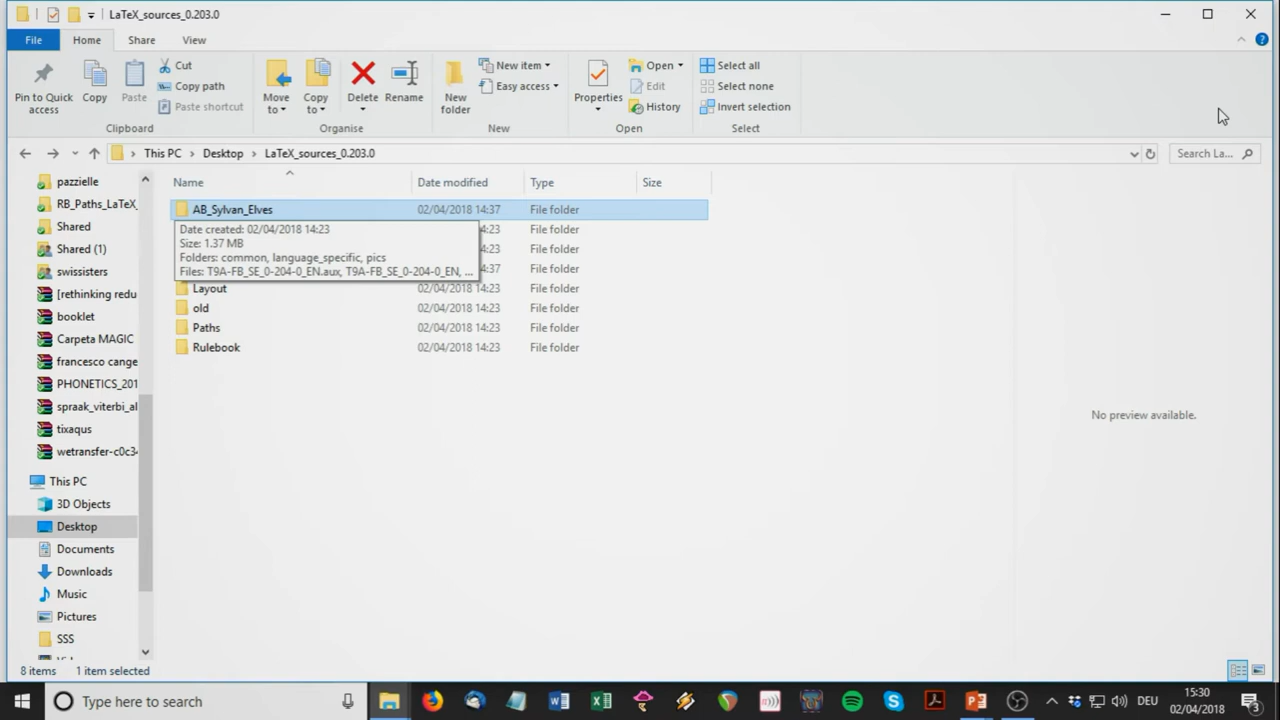 LaTeX_sources_0.203.0
File Home Share View
Pin to Quick access
Copy
Paste
Cut
Copy path
Paste shortcut
Move to
Copy to
Delete
Rename
New folder
New item
Easy access
Properties
Open
Edit
History
Select all
Select none
Invert selection
Clipboard Organise New Open Select
This PC > Desktop > LaTeX_sources_0.203.0
Search La...
Name Date modified Type Size
AB_Sylvan_Elves 02/04/2018 14:37 File folder
Date created: 02/04/2018 14:23
4:23 File folder
Size: 1.37 MB
4:23 File folder
Folders: common, language_specific, pics
Files: T9A-FB_SE_0-204-0_EN.aux, T9A-FB_SE_0-204-0_EN, ...
4:37 File folder
Layout 02/04/2018 14:23 File folder
old 02/04/2018 14:23 File folder
Paths 02/04/2018 14:23 File folder
Rulebook 02/04/2018 14:23 File folder
pazzielle
RB_Paths_LaTeX_
Shared
Shared (1)
swissisters
[rethinking redu
booklet
Carpeta MAGIC
francesco cange
PHONETICS_201
spraak_viterbi_al
tixaqus
wetransfer-c0c34
This PC
3D Objects
Desktop
Documents
Downloads
Music
Pictures
SSS
No preview available.
8 items 1 item selected
Type here to search
DEU
15:30
02/04/2018
3